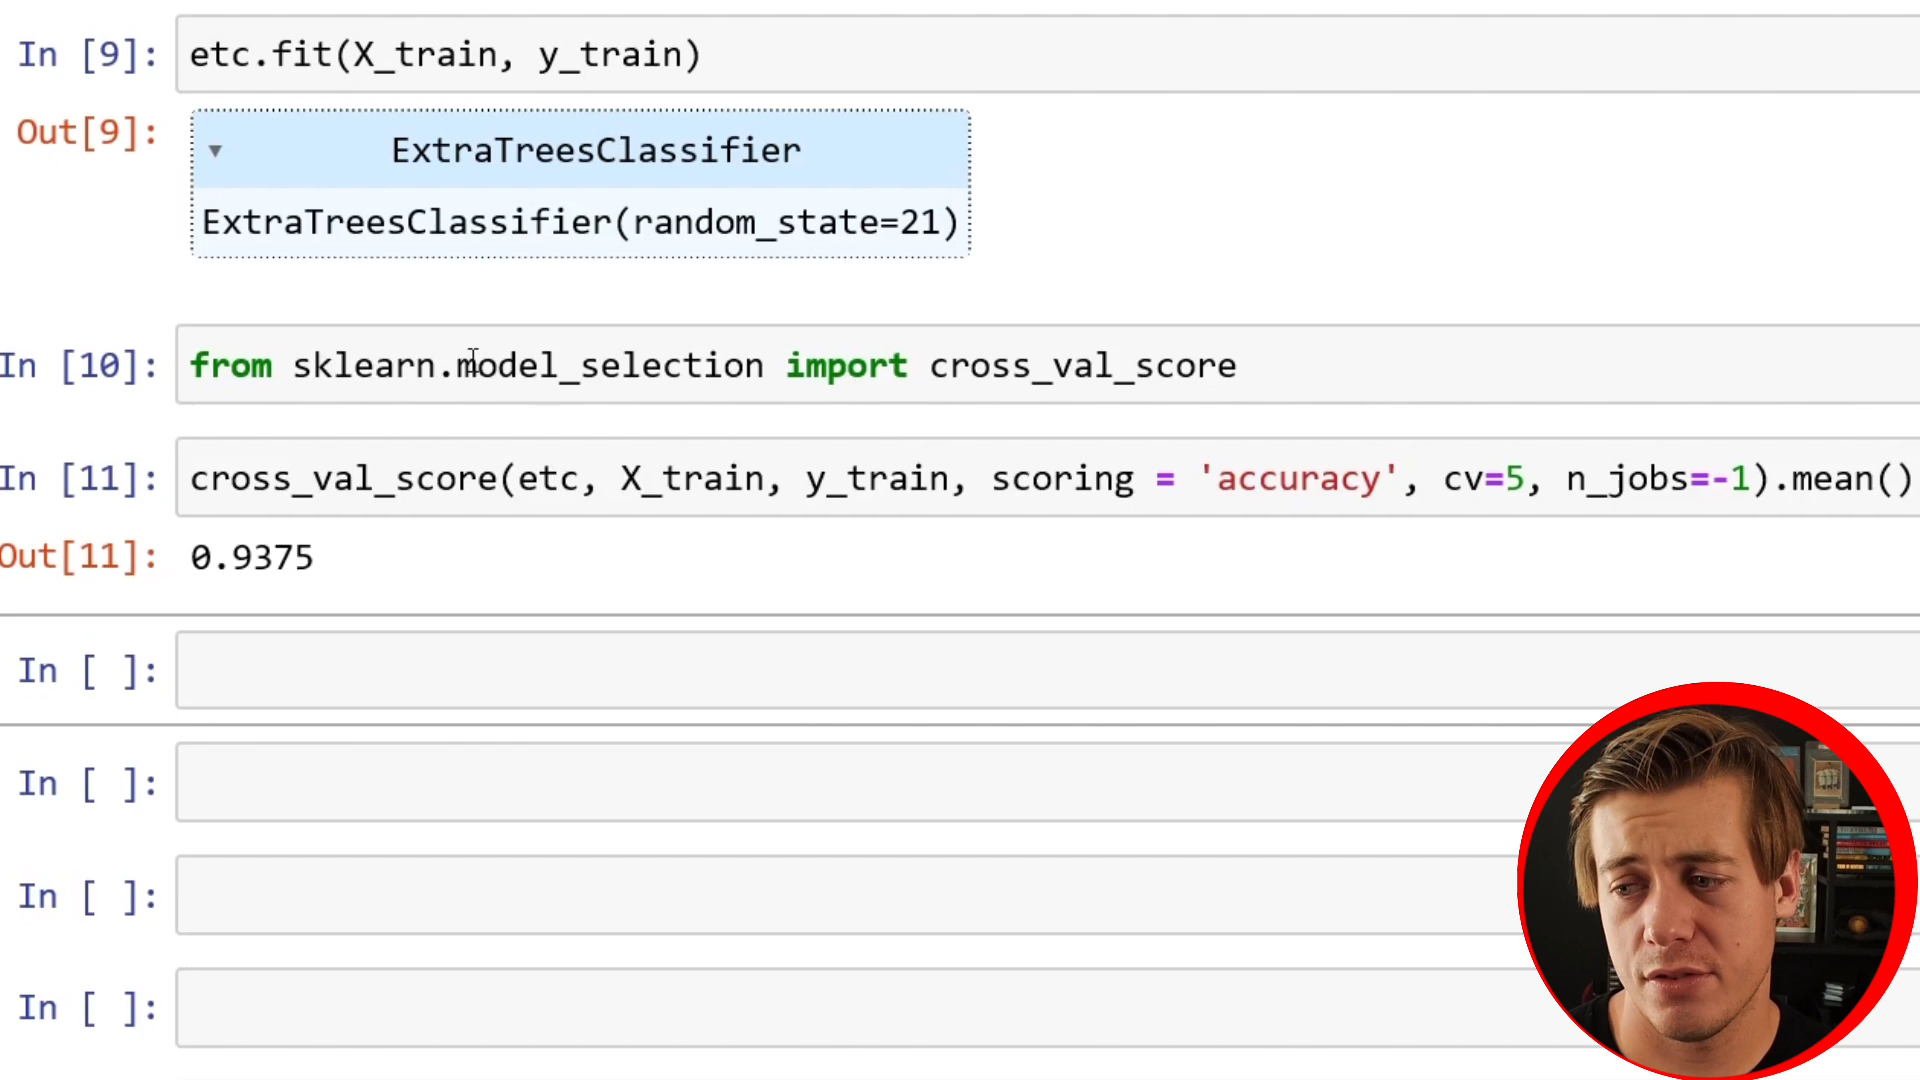 In [9]: etc.fit(X_train, y_train)
Out[9]: ▾ ExtraTreesClassifier
ExtraTreesClassifier(random_state=21)
In [10]: from sklearn.model_selection import cross_val_score
In [11]: cross_val_score(etc, X_train, y_train, scoring = 'accuracy', cv=5, n_jobs=-1).mean()
Out[11]: 0.9375
In [ ]:
In [ ]:
In [ ]:
In [ ]: